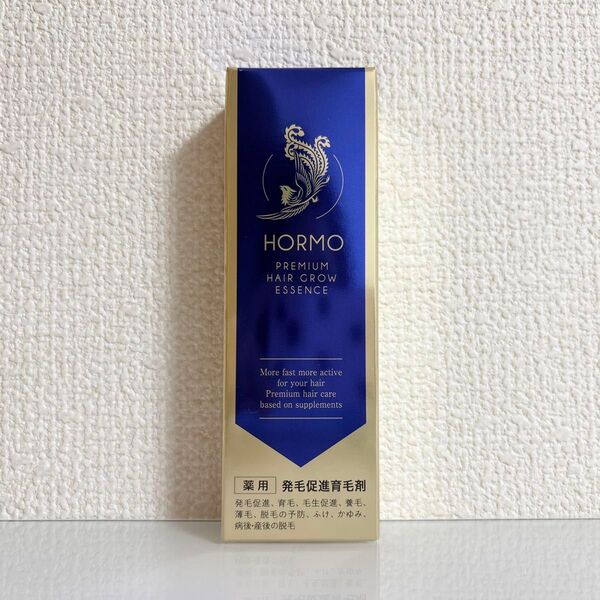 HORMO
PREMIUM
HAIR GROW
ESSENCE
More fast more active
for your hair
Premium hair care
based on supplements
薬用 発毛促進育毛剤
発毛促進、育毛、毛生促進、養毛、
薄毛、脱毛の予防、ふけ、かゆみ、
病後・産後の脱毛